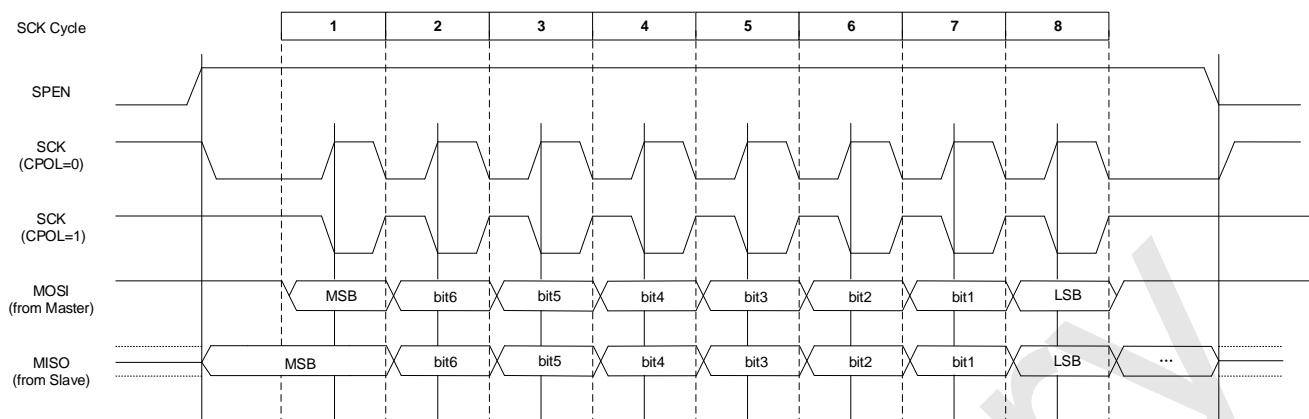 SCK Cycle 1 2 3 4 5 6 7 8
SPEN
SCK
(CPOL=0)
SCK
(CPOL=1)
MOSI
(from Master)
MSB bit6 bit5 bit4 bit3 bit2 bit1 LSB
MISO
(from Slave)
MSB bit6 bit5 bit4 bit3 bit2 bit1 LSB ...
ry